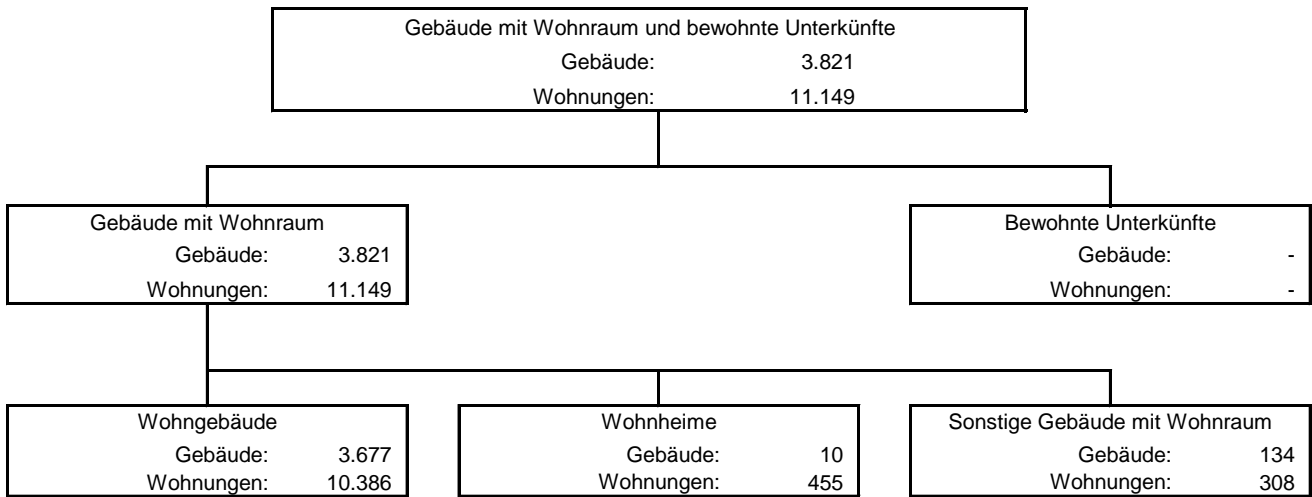 Gebäude mit Wohnraum und bewohnte Unterkünfte
Gebäude: 3.821
Wohnungen: 11.149
Gebäude mit Wohnraum
Gebäude: 3.821
Wohnungen: 11.149
Bewohnte Unterkünfte
Gebäude: -
Wohnungen: -
Wohngebäude
Gebäude: 3.677
Wohnungen: 10.386
Wohnheime
Gebäude: 10
Wohnungen: 455
Sonstige Gebäude mit Wohnraum
Gebäude: 134
Wohnungen: 308